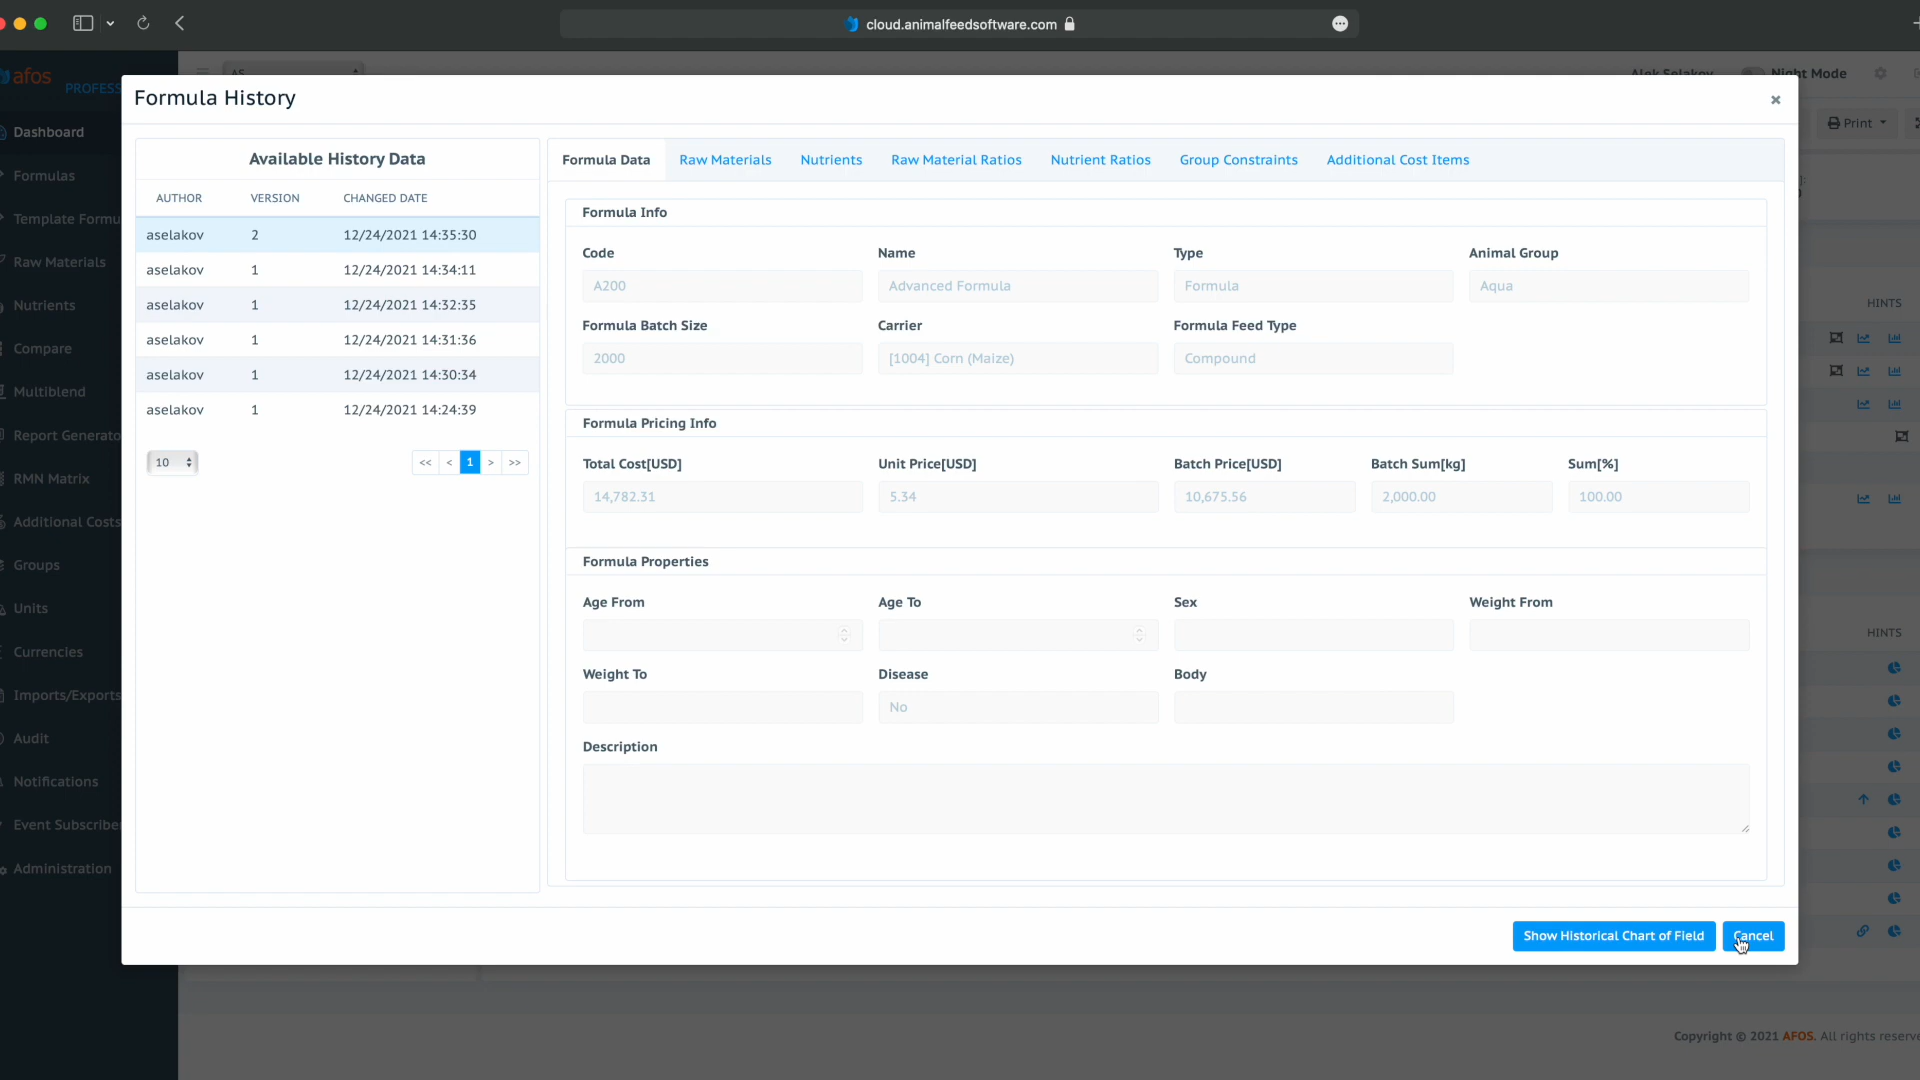 cloud.animalfeedsoftware.com
afos
PROFESS
AS
Night Mode
Formula History
Print
Dashboard
Formulas
Template Formu
Raw Materials
Nutrients
Compare
Multiblend
Report Generato
RMN Matrix
Additional Costs
Groups
Units
Currencies
Imports/Exports
Audit
Notifications
Event Subscribe
Administration
Available History Data
AUTHOR VERSION CHANGED DATE
aselakov 2 12/24/2021 14:35:30
aselakov 1 12/24/2021 14:34:11
aselakov 1 12/24/2021 14:32:35
aselakov 1 12/24/2021 14:31:36
aselakov 1 12/24/2021 14:30:34
aselakov 1 12/24/2021 14:24:39
10 << < 1 > >>
Formula Data Raw Materials Nutrients Raw Material Ratios Nutrient Ratios Group Constraints Additional Cost Items
Formula Info
Code Name Type Animal Group
A200 Advanced Formula Formula Aqua
Formula Batch Size Carrier Formula Feed Type
2000 [1004] Corn (Maize) Compound
Formula Pricing Info
Total Cost[USD] Unit Price[USD] Batch Price[USD] Batch Sum[kg] Sum[%]
14,782.31 5.34 10,675.56 2,000.00 100.00
Formula Properties
Age From Age To Sex Weight From
Weight To Disease Body
No
Description
HINTS
HINTS
Show Historical Chart of Field Cancel
Copyright © 2021 AFOS. All rights reserve